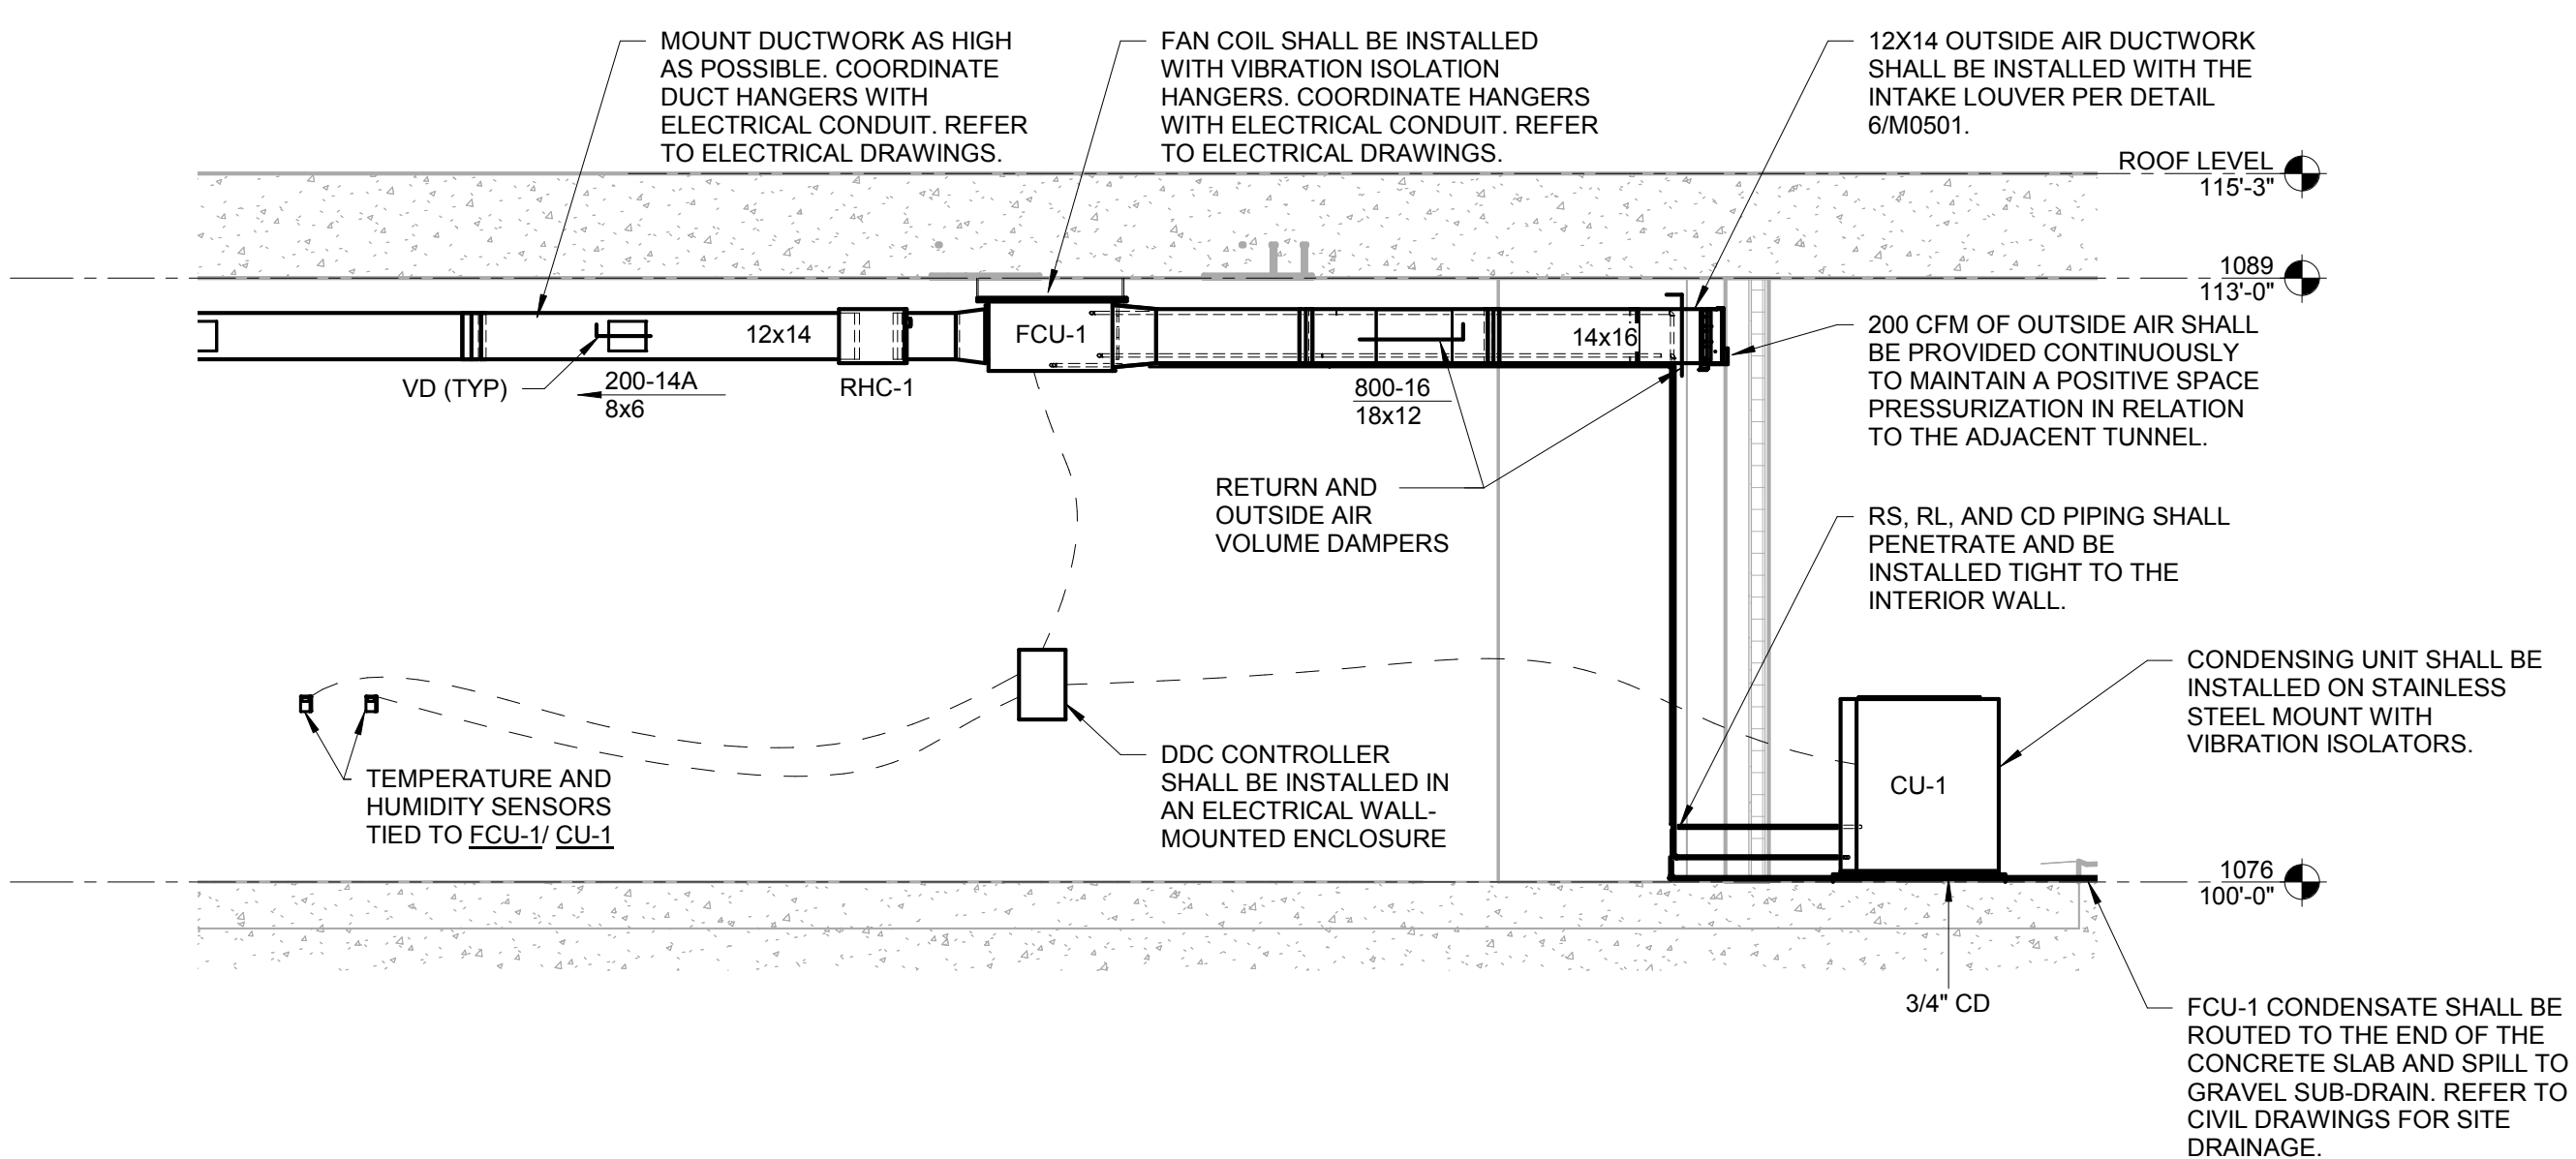 MOUNT DUCTWORK AS HIGH
AS POSSIBLE. COORDINATE
DUCT HANGERS WITH
ELECTRICAL CONDUIT. REFER
TO ELECTRICAL DRAWINGS.
FAN COIL SHALL BE INSTALLED
WITH VIBRATION ISOLATION
HANGERS. COORDINATE HANGERS
WITH ELECTRICAL CONDUIT. REFER
TO ELECTRICAL DRAWINGS.
12X14 OUTSIDE AIR DUCTWORK
SHALL BE INSTALLED WITH THE
INTAKE LOUVER PER DETAIL
6/M0501.
ROOF LEVEL
115'-3"
1089
113'-0"
12x14
FCU-1
14x16
200 CFM OF OUTSIDE AIR SHALL
BE PROVIDED CONTINUOUSLY
TO MAINTAIN A POSITIVE SPACE
PRESSURIZATION IN RELATION
TO THE ADJACENT TUNNEL.
VD (TYP)
200-14A
8x6
RHC-1
800-16
18x12
RETURN AND
OUTSIDE AIR
VOLUME DAMPERS
RS, RL, AND CD PIPING SHALL
PENETRATE AND BE
INSTALLED TIGHT TO THE
INTERIOR WALL.
CONDENSING UNIT SHALL BE
INSTALLED ON STAINLESS
STEEL MOUNT WITH
VIBRATION ISOLATORS.
TEMPERATURE AND
HUMIDITY SENSORS
TIED TO FCU-1/ CU-1
DDC CONTROLLER
SHALL BE INSTALLED IN
AN ELECTRICAL WALL-
MOUNTED ENCLOSURE
CU-1
1076
100'-0"
3/4" CD
FCU-1 CONDENSATE SHALL BE
ROUTED TO THE END OF THE
CONCRETE SLAB AND SPILL TO
GRAVEL SUB-DRAIN. REFER TO
CIVIL DRAWINGS FOR SITE
DRAINAGE.